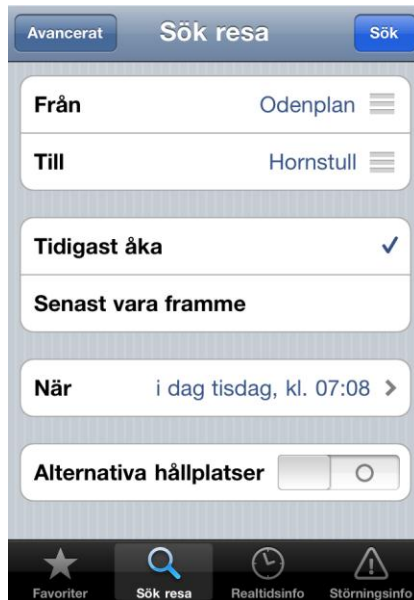 Avancerat Sök resa Sök
Från Odenplan
Till Hornstull
Tidigast åka
Senast vara framme
När i dag tisdag, kl. 07:08
Alternativa hållplatser
Favoriter Sök resa Realtidsinfo Störningsinfo